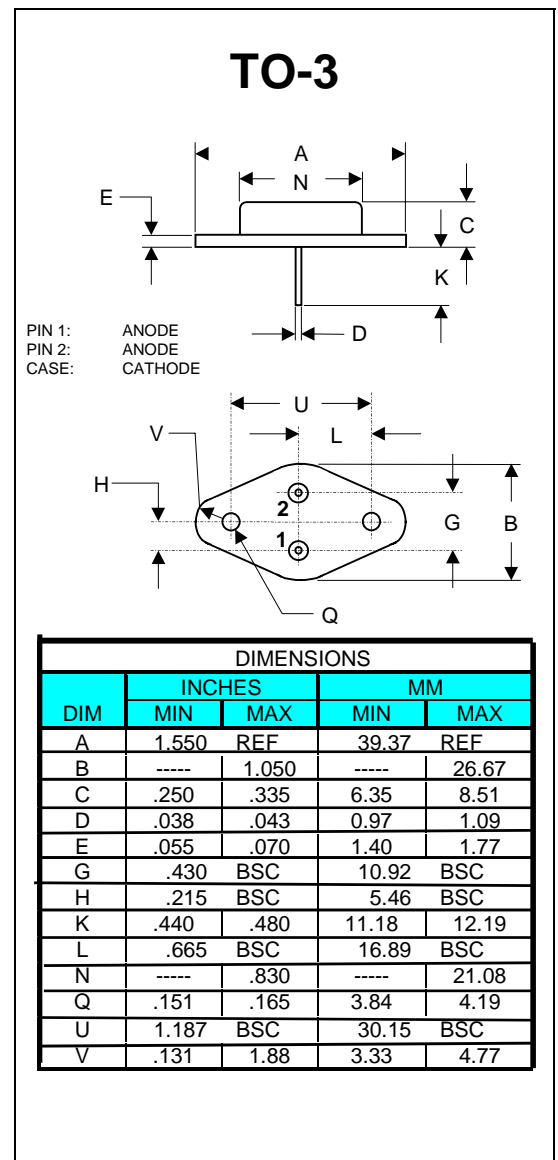 TO-3
A
N
E
C
K
D
PIN 1: ANODE
PIN 2: ANODE
CASE: CATHODE
U
V
L
H
2
G
B
1
Q
DIMENSIONS
INCHES MM
DIM MIN MAX MIN MAX
A 1.550 REF 39.37 REF
B ----- 1.050 ----- 26.67
C .250 .335 6.35 8.51
D .038 .043 0.97 1.09
E .055 .070 1.40 1.77
G .430 BSC 10.92 BSC
H .215 BSC 5.46 BSC
K .440 .480 11.18 12.19
L .665 BSC 16.89 BSC
N ----- .830 ----- 21.08
Q .151 .165 3.84 4.19
U 1.187 BSC 30.15 BSC
V .131 1.88 3.33 4.77